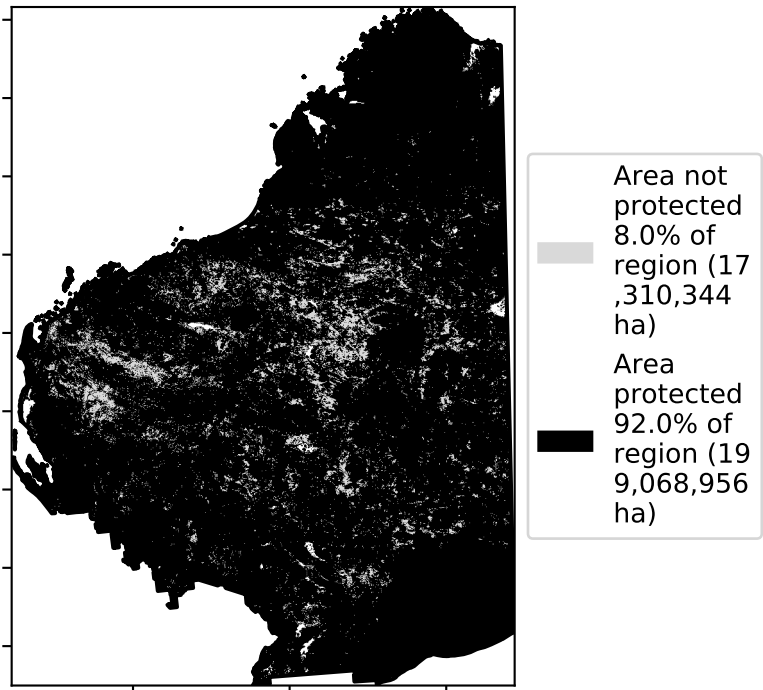 Area not
protected
8.0% of
region (17
,310,344
ha)
Area
protected
92.0% of
region (19
9,068,956
ha)